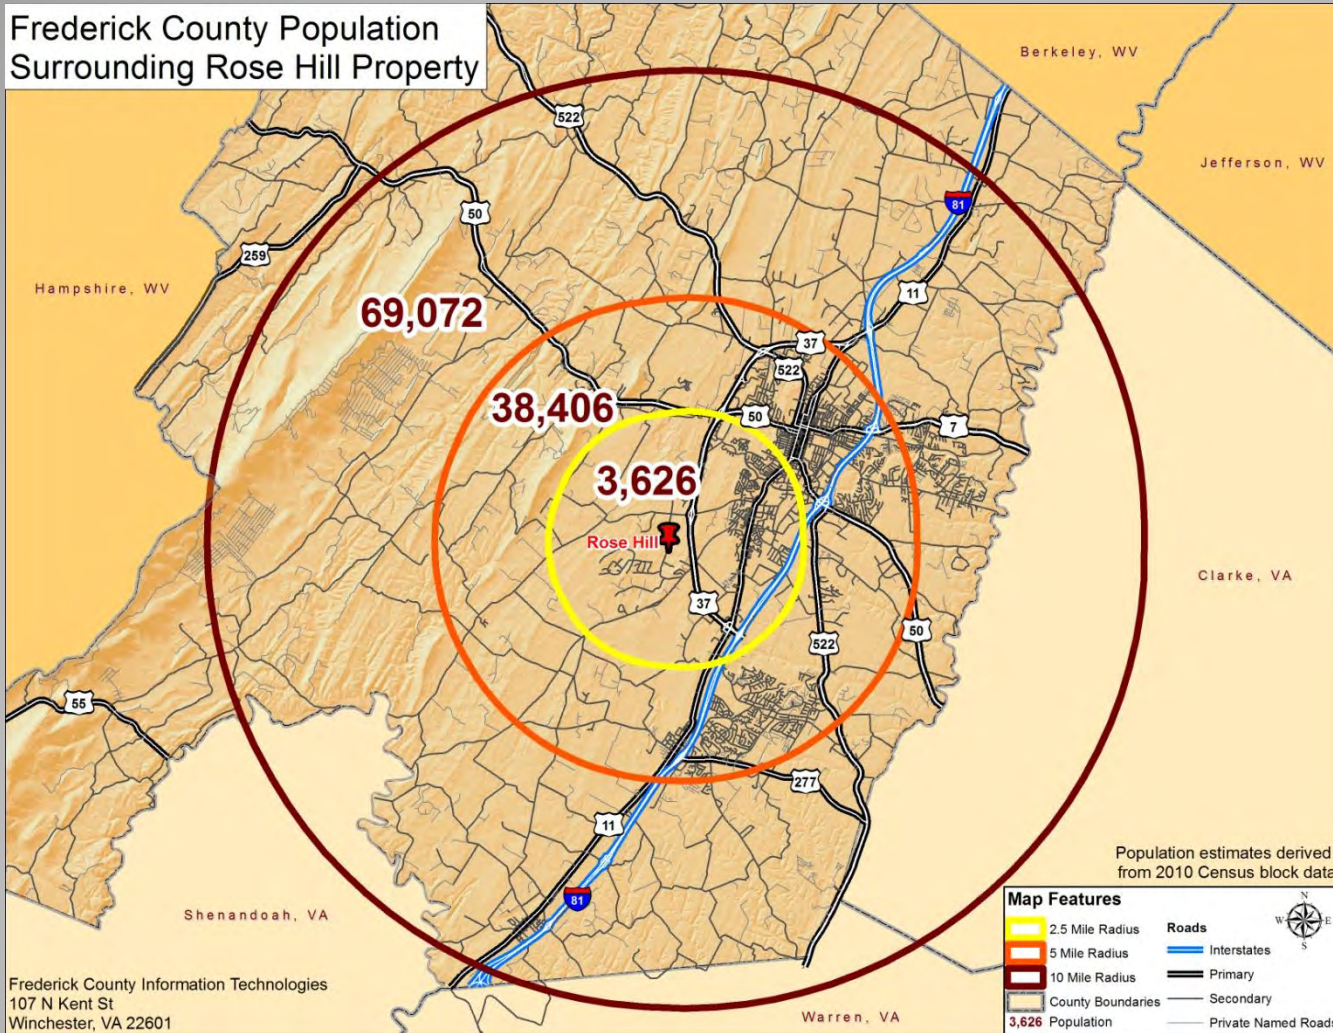 Frederick County Population
Surrounding Rose Hill Property
Berkeley, WV
522
Jefferson, WV
81
50
259
Hampshire, WV
11
69,072
37
522
38,406
50
7
3,626
Rose Hill
Clarke, VA
37
50
522
55
277
11
Population estimates derived
from 2010 Census block data
81
Shenandoah, VA
Map Features
2.5 Mile Radius
5 Mile Radius
10 Mile Radius
County Boundaries
3,626 Population
Roads
Interstates
Primary
Secondary
Private Named Roads
N
W E
S
Frederick County Information Technologies
107 N Kent St
Winchester, VA 22601
Warren, VA